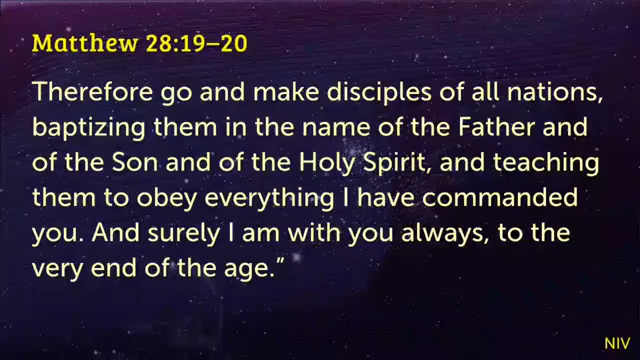 Matthew 28:19–20
Therefore go and make disciples of all nations,
baptizing them in the name of the Father and
of the Son and of the Holy Spirit, and teaching
them to obey everything I have commanded
you. And surely I am with you always, to the
very end of the age.”
NIV